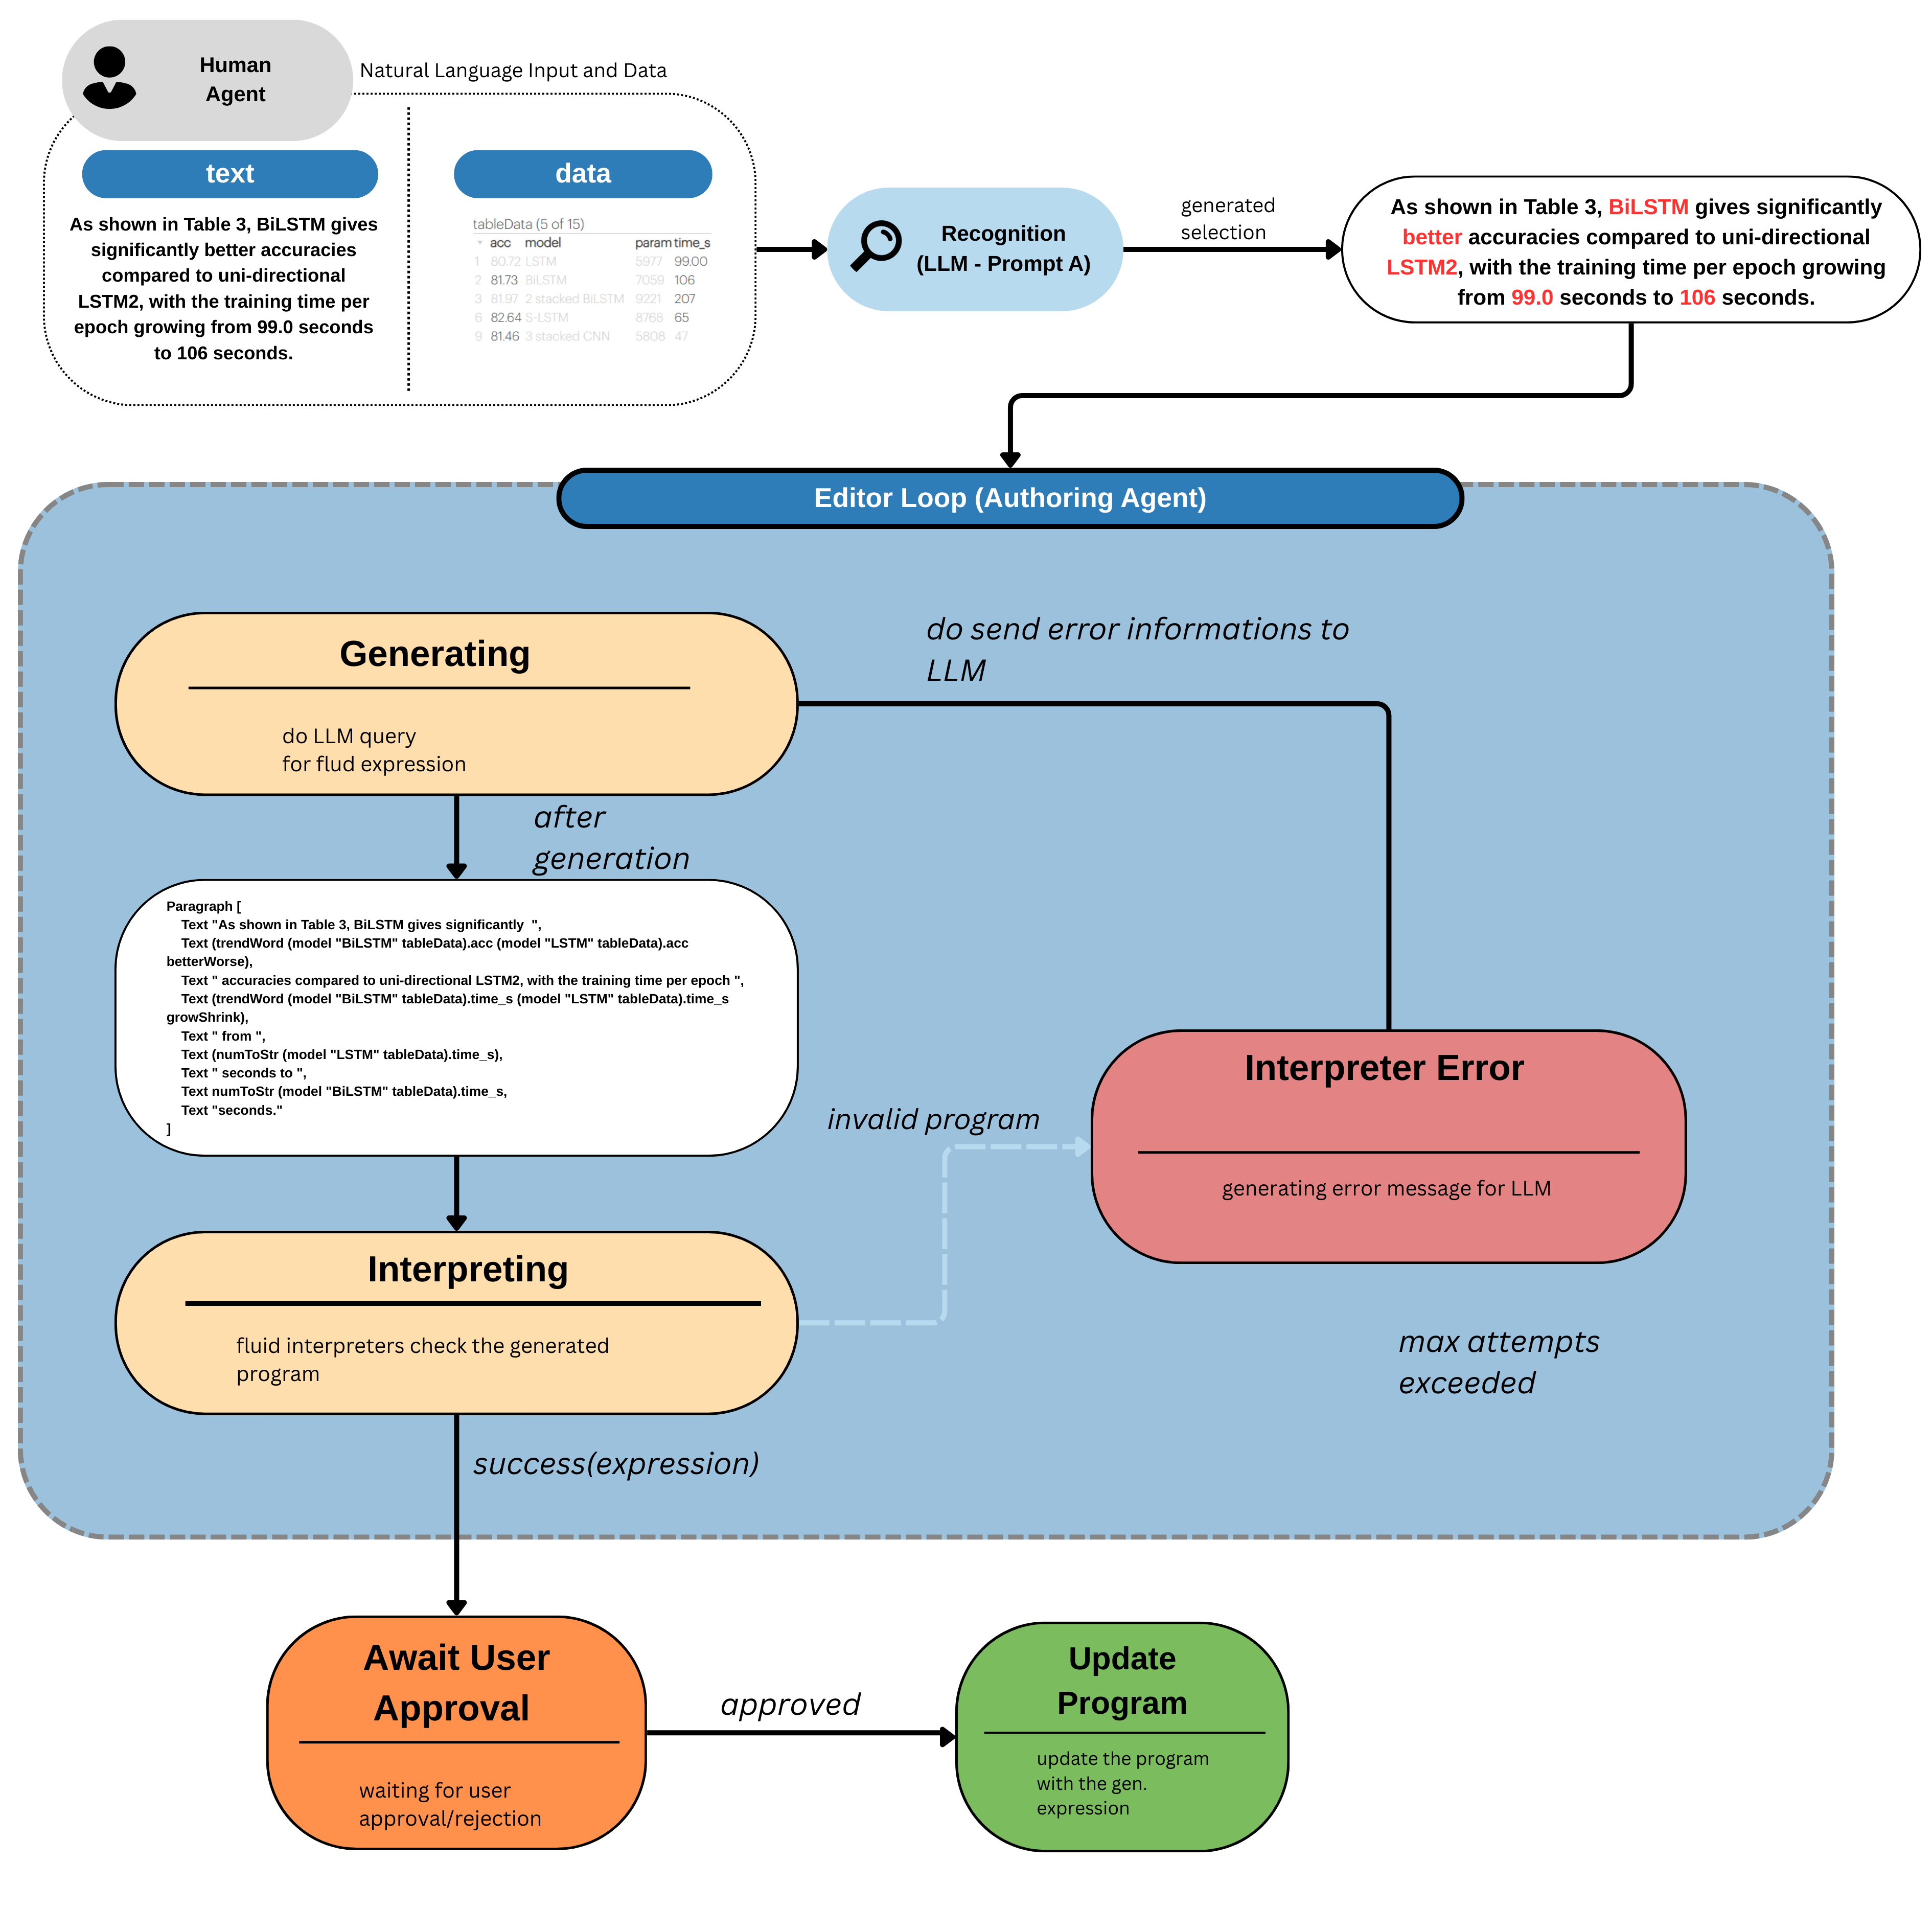 Human
Agent
Natural Language Input and Data
text
As shown in Table 3, BiLSTM gives
significantly better accuracies
compared to uni-directional
LSTM2, with the training time per
epoch growing from 99.0 seconds
to 106 seconds.
data
tableData (5 of 15)
acc model param time_s
1 80.72 LSTM 5977 99.00
2 81.73 BiLSTM 7059 106
3 81.97 2 stacked BiLSTM 9221 207
6 82.64 S-LSTM 8768 65
9 81.46 3 stacked CNN 5808 47
Recognition
(LLM - Prompt A)
generated
selection
As shown in Table 3, BiLSTM gives significantly
better accuracies compared to uni-directional
LSTM2, with the training time per epoch growing
from 99.0 seconds to 106 seconds.
Editor Loop (Authoring Agent)
Generating
do LLM query
for flud expression
do send error informations to
LLM
after
generation
Paragraph [
Text "As shown in Table 3, BiLSTM gives significantly ",
Text (trendWord (model "BiLSTM" tableData).acc (model "LSTM" tableData).acc
betterWorse),
Text " accuracies compared to uni-directional LSTM2, with the training time per epoch ",
Text (trendWord (model "BiLSTM" tableData).time_s (model "LSTM" tableData).time_s
growShrink),
Text " from ",
Text (numToStr (model "LSTM" tableData).time_s),
Text " seconds to ",
Text numToStr (model "BiLSTM" tableData).time_s,
Text "seconds."
]
invalid program
Interpreter Error
generating error message for LLM
Interpreting
fluid interpreters check the generated
program
max attempts
exceeded
success(expression)
Await User
Approval
waiting for user
approval/rejection
approved
Update
Program
update the program
with the gen.
expression